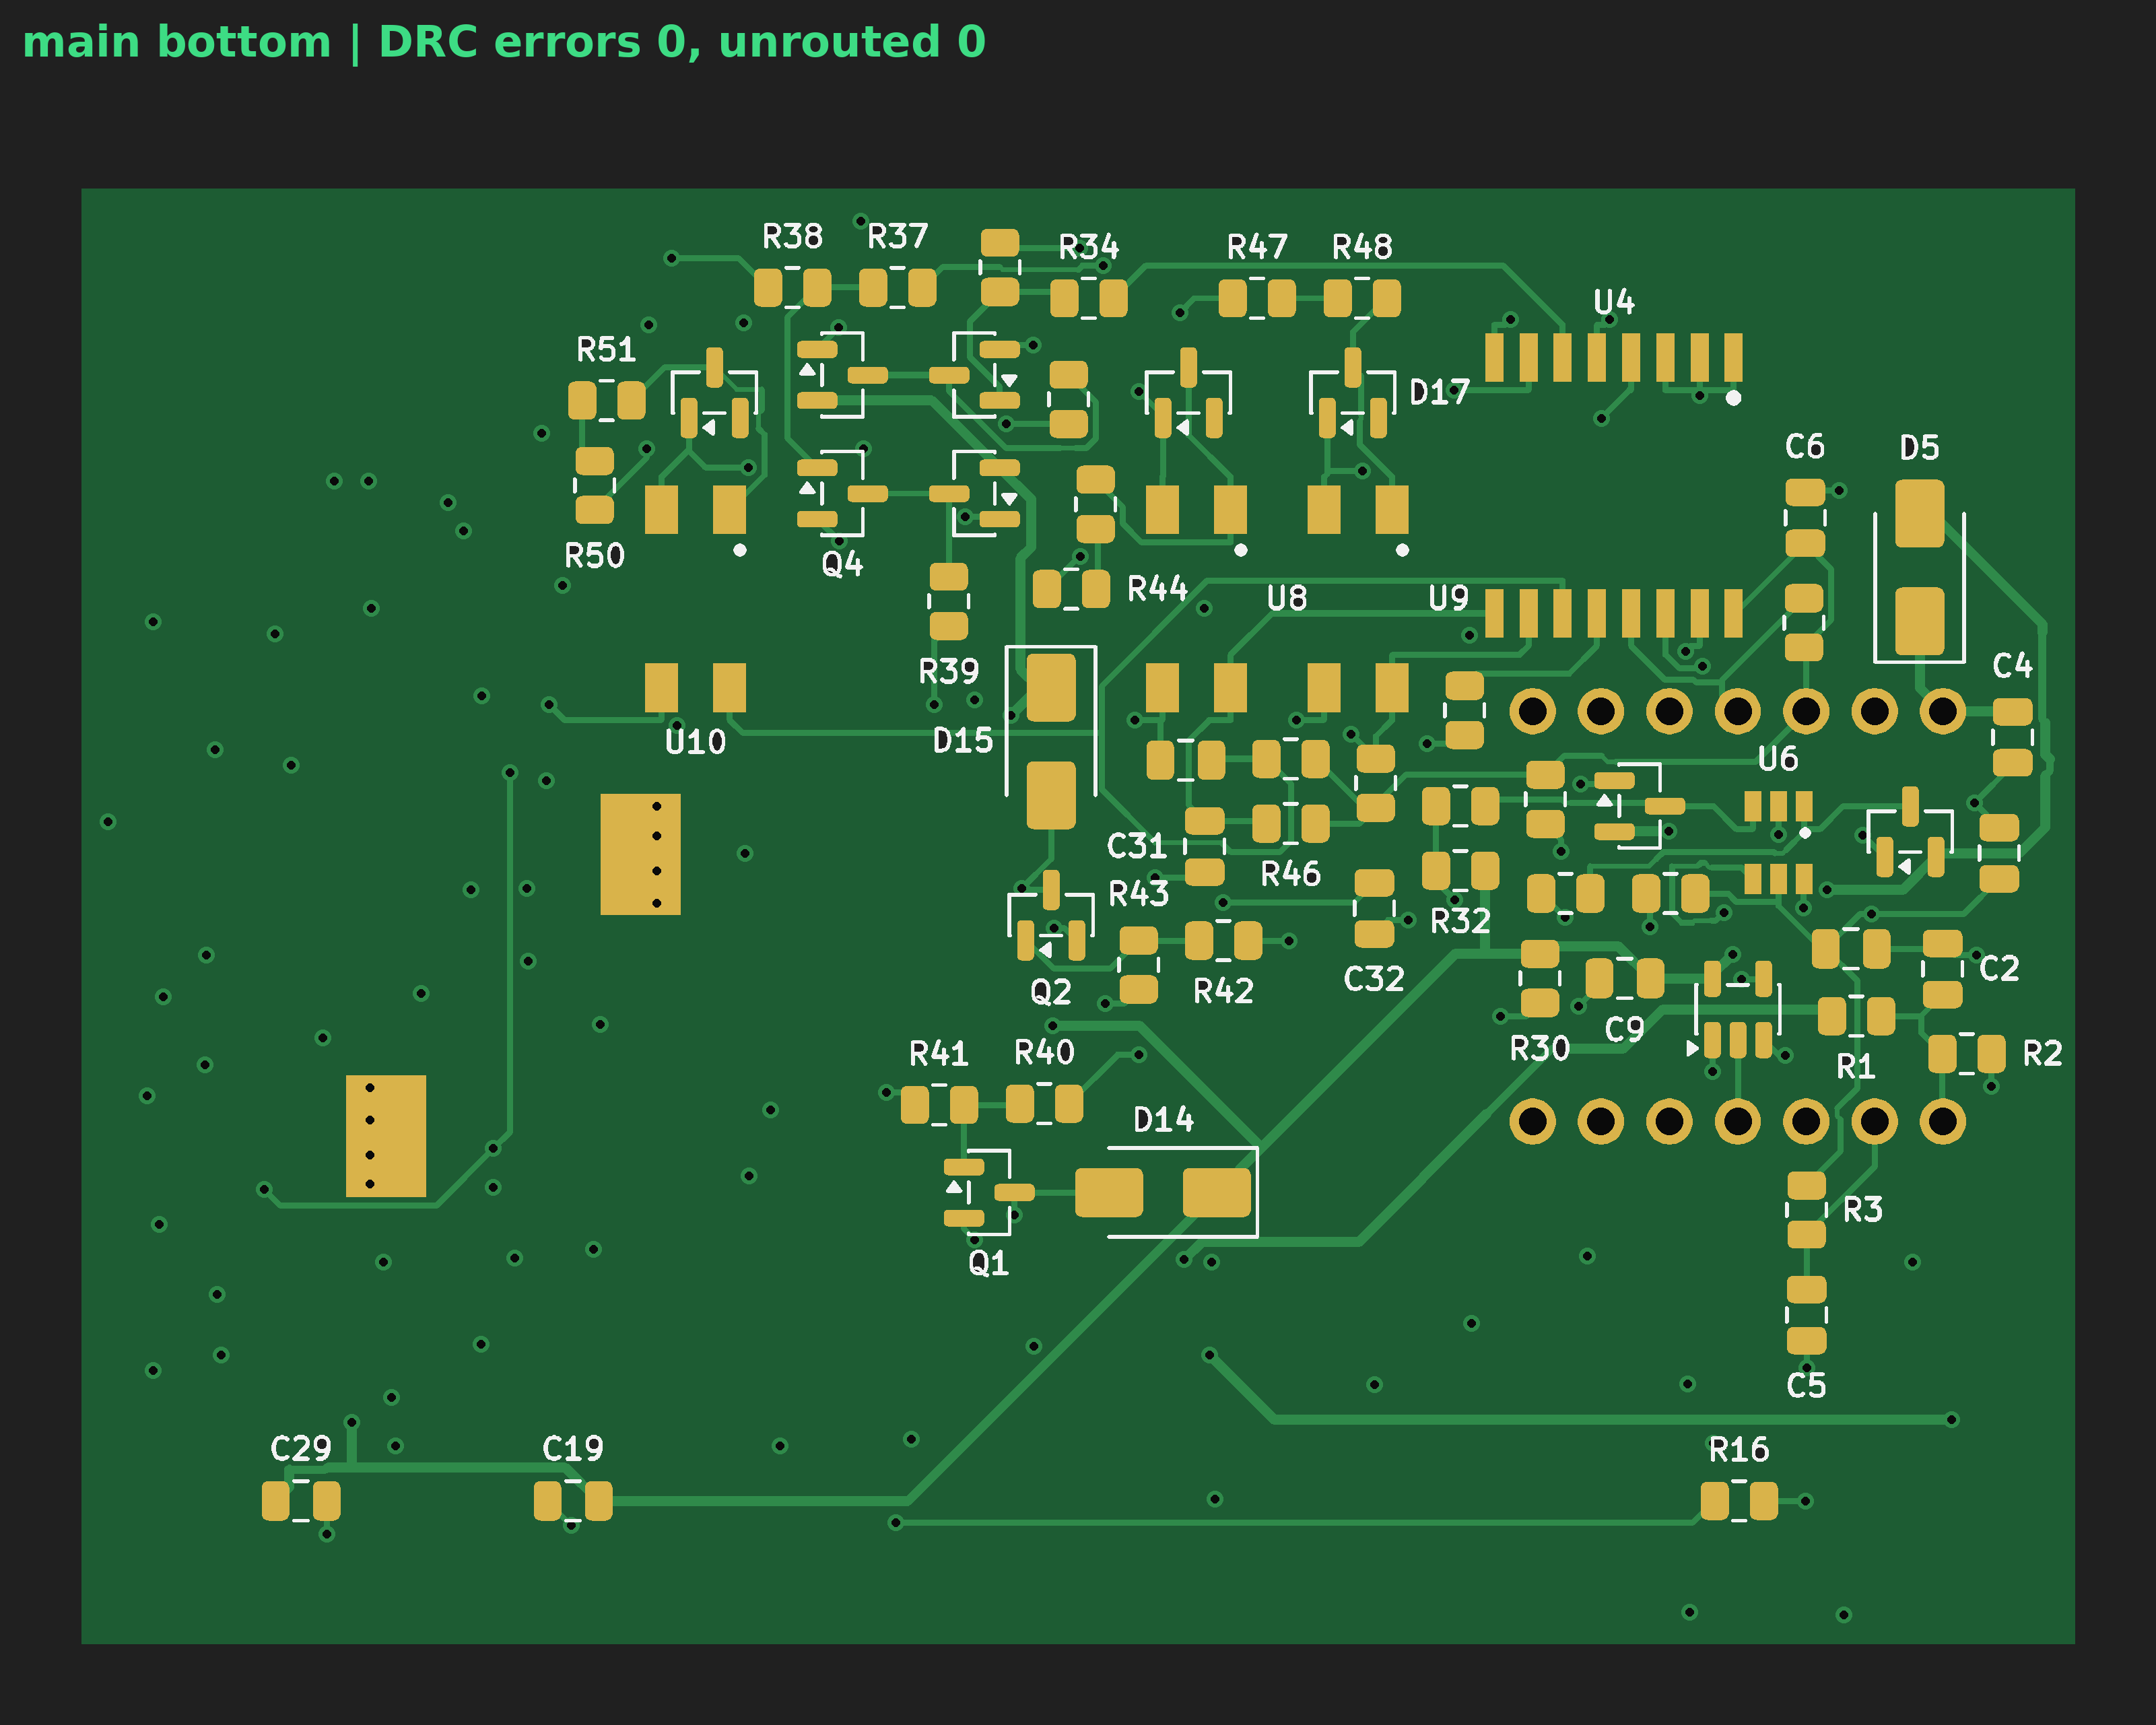 main bottom | DRC errors 0, unrouted 0
R38
R37
R34
R47
R48
U4
R51
D17
C6
D5
R50
Q4
R44
U8
U9
R39
C4
D15
U10
U6
C31
R46
R43
R32
Q2
R42
C32
C2
C9
R30
R41
R40
R1
R2
D14
R3
Q1
C5
C29
C19
R16